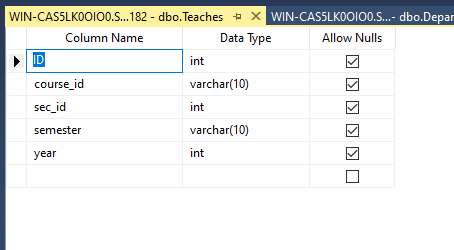 WIN-CAS5LK0OIO0.S...182 - dbo.Teaches WIN-CAS5LK0OIO0.S...- dbo.Depa
Column Name Data Type Allow Nulls
ID int
course_id varchar(10)
sec_id int
semester varchar(10)
year int